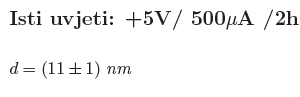 Isti uvjeti: +5V/ 500μA /2h
d = (11 ± 1) nm